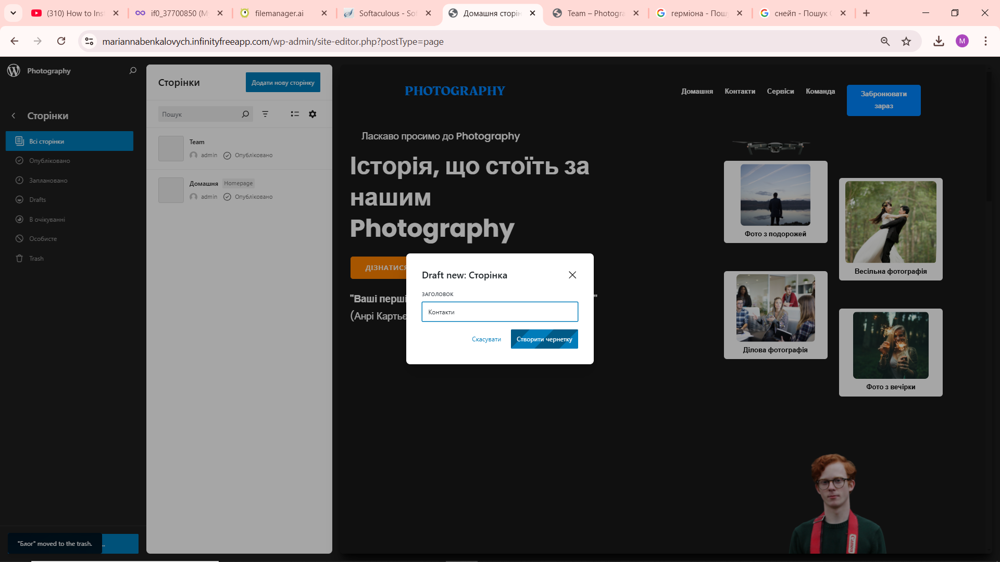 (310) How to Ins
if0_37700850 (M
filemanager.ai
Softaculous - Sof
Домашня сторін
Team – Photogra
герміона - Пош
снейп - Пошук
mariannabenkalovych.infinityfreeapp.com/wp-admin/site-editor.php?postType=page
M
Photography
Сторінки
Всі сторінки
Опубліковано
Заплановано
Drafts
В очікуванні
Особисте
Trash
"Блог" moved to the trash.
Сторінки
Додати нову сторінку
Пошук
Team
admin Опубліковано
Домашня Homepage
admin Опубліковано
PHOTOGRAPHY
Домашня Контакти Сервіси Команда
Забронювати
зараз
Ласкаво просимо до Photography
Історія, що стоїть за
нашим
Photography
ДІЗНАТИСЯ
"Ваші перші "
(Анрі Картьє
Фото з подорожей
Весільна фотографія
Ділова фотографія
Фото з вечірки
Canon
Draft new: Сторінка
ЗАГОЛОВОК
Контакти
Скасувати
Створити чернетку